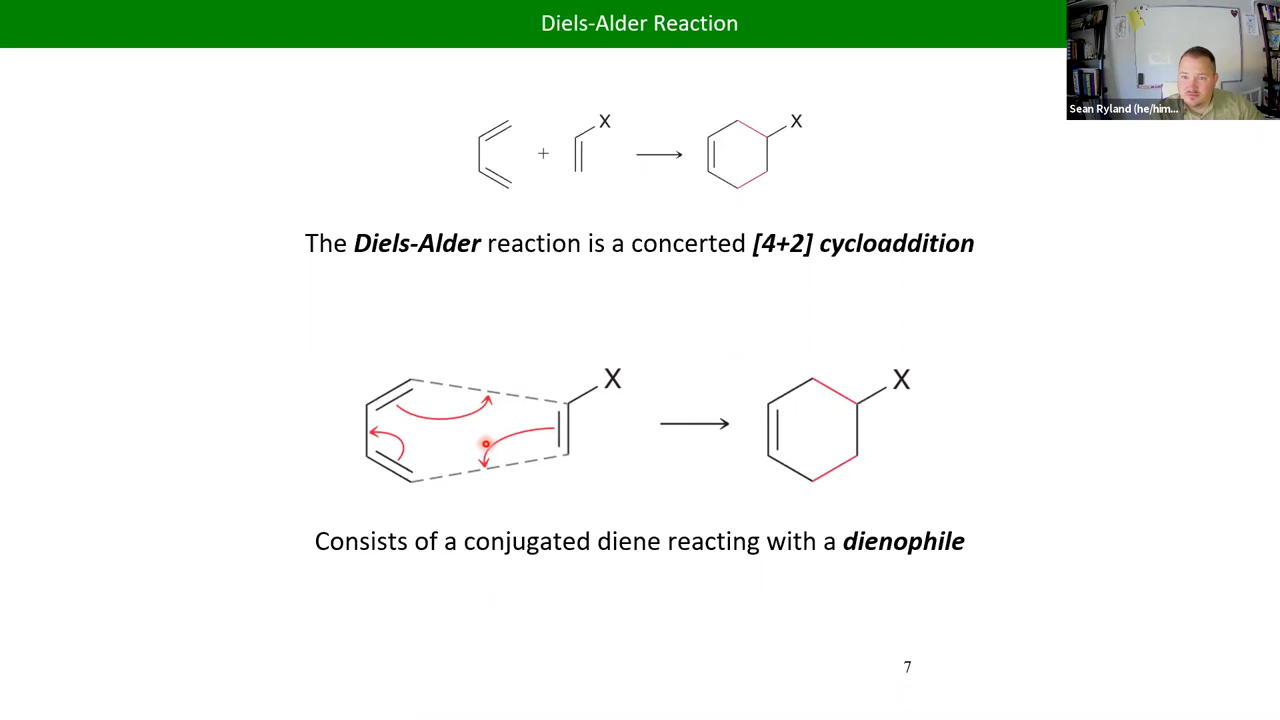 Diels-Alder Reaction
Sean Ryland (he/him...
X
+
X
The Diels-Alder reaction is a concerted [4+2] cycloaddition
X
X
Consists of a conjugated diene reacting with a dienophile
7